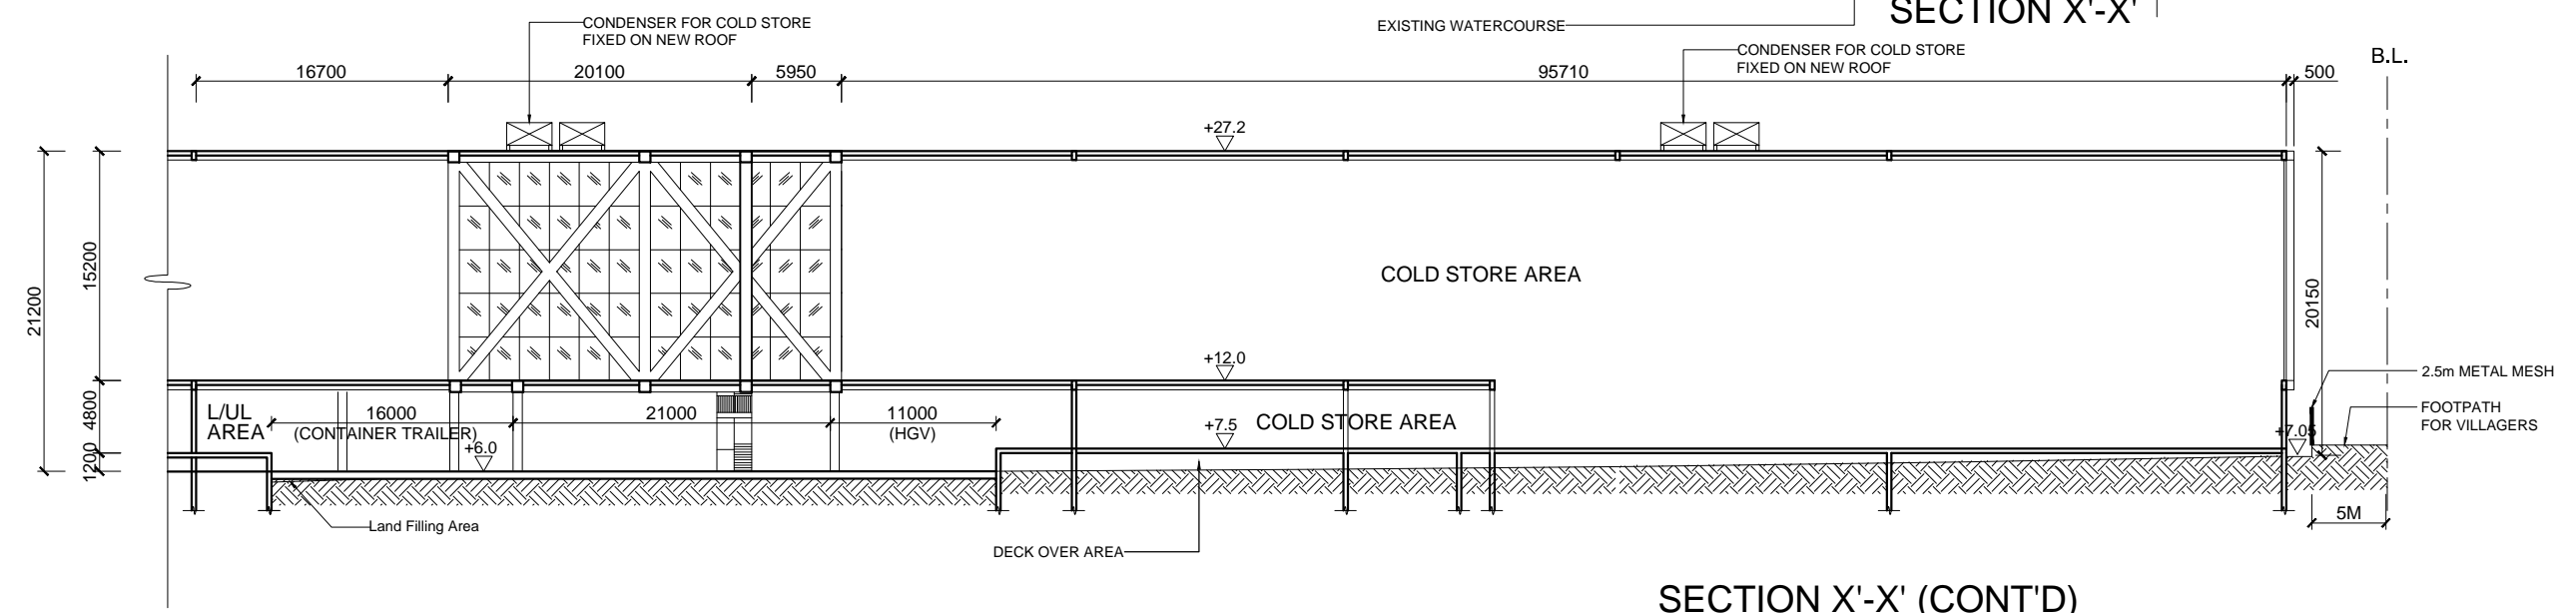 SECTION X'-X'
EXISTING WATERCOURSE
CONDENSER FOR COLD STORE
FIXED ON NEW ROOF
CONDENSER FOR COLD STORE
FIXED ON NEW ROOF
B.L.
16700
20100
5950
95710
500
+27.2
21200
15200
4800
1200
COLD STORE AREA
20150
+12.0
2.5m METAL MESH
L/UL
AREA
16000
(CONTAINER TRAILER)
21000
11000
(HGV)
COLD STORE AREA
+7.5
+6.0
+7.05
FOOTPATH
FOR VILLAGERS
Land Filling Area
5M
DECK OVER AREA
SECTION X'-X' (CONT'D)